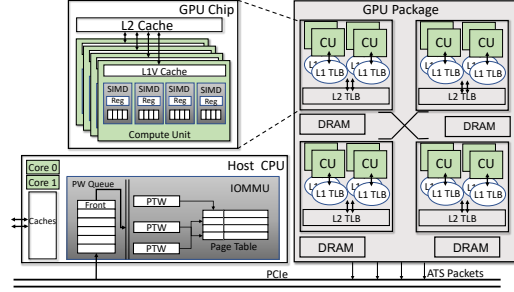 GPU Chip
L2 Cache
L1V Cache
SIMD SIMD SIMD SIMD
Reg Reg Reg Reg
Compute Unit
GPU Package
CU CU
L1 TLB L1 TLB
L2 TLB
CU CU
L1 TLB L1 TLB
L2 TLB
DRAM DRAM
CU CU
L1 TLB L1 TLB
L2 TLB
CU CU
L1 TLB L1 TLB
L2 TLB
DRAM DRAM
Host CPU
Core 0
Core 1
Caches
PW Queue
Front
IOMMU
PTW
PTW
PTW
Page Table
PCIe
ATS Packets